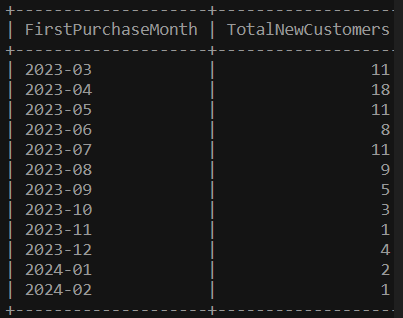 +---------------------+-------------------
| FirstPurchaseMonth | TotalNewCustomers
+---------------------+-------------------
| 2023-03 | 11
| 2023-04 | 18
| 2023-05 | 11
| 2023-06 | 8
| 2023-07 | 11
| 2023-08 | 9
| 2023-09 | 5
| 2023-10 | 3
| 2023-11 | 1
| 2023-12 | 4
| 2024-01 | 2
| 2024-02 | 1
+---------------------+-------------------